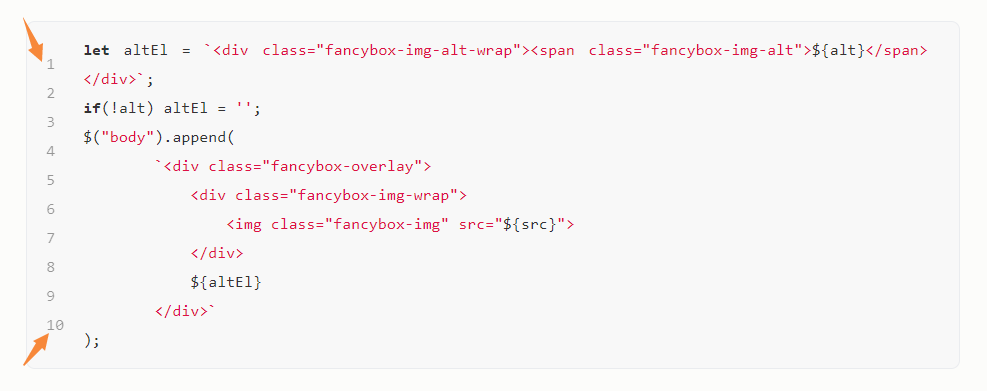 let altEl = `<div class="fancybox-img-alt-wrap"><span class="fancybox-img-alt">${alt}</span>
1
</div>`;
2
if(!alt) altEl = '';
3
$("body").append(
4
`<div class="fancybox-overlay">
5
<div class="fancybox-img-wrap">
6
<img class="fancybox-img" src="${src}">
7
</div>
8
${altEl}
9
</div>`
10
);